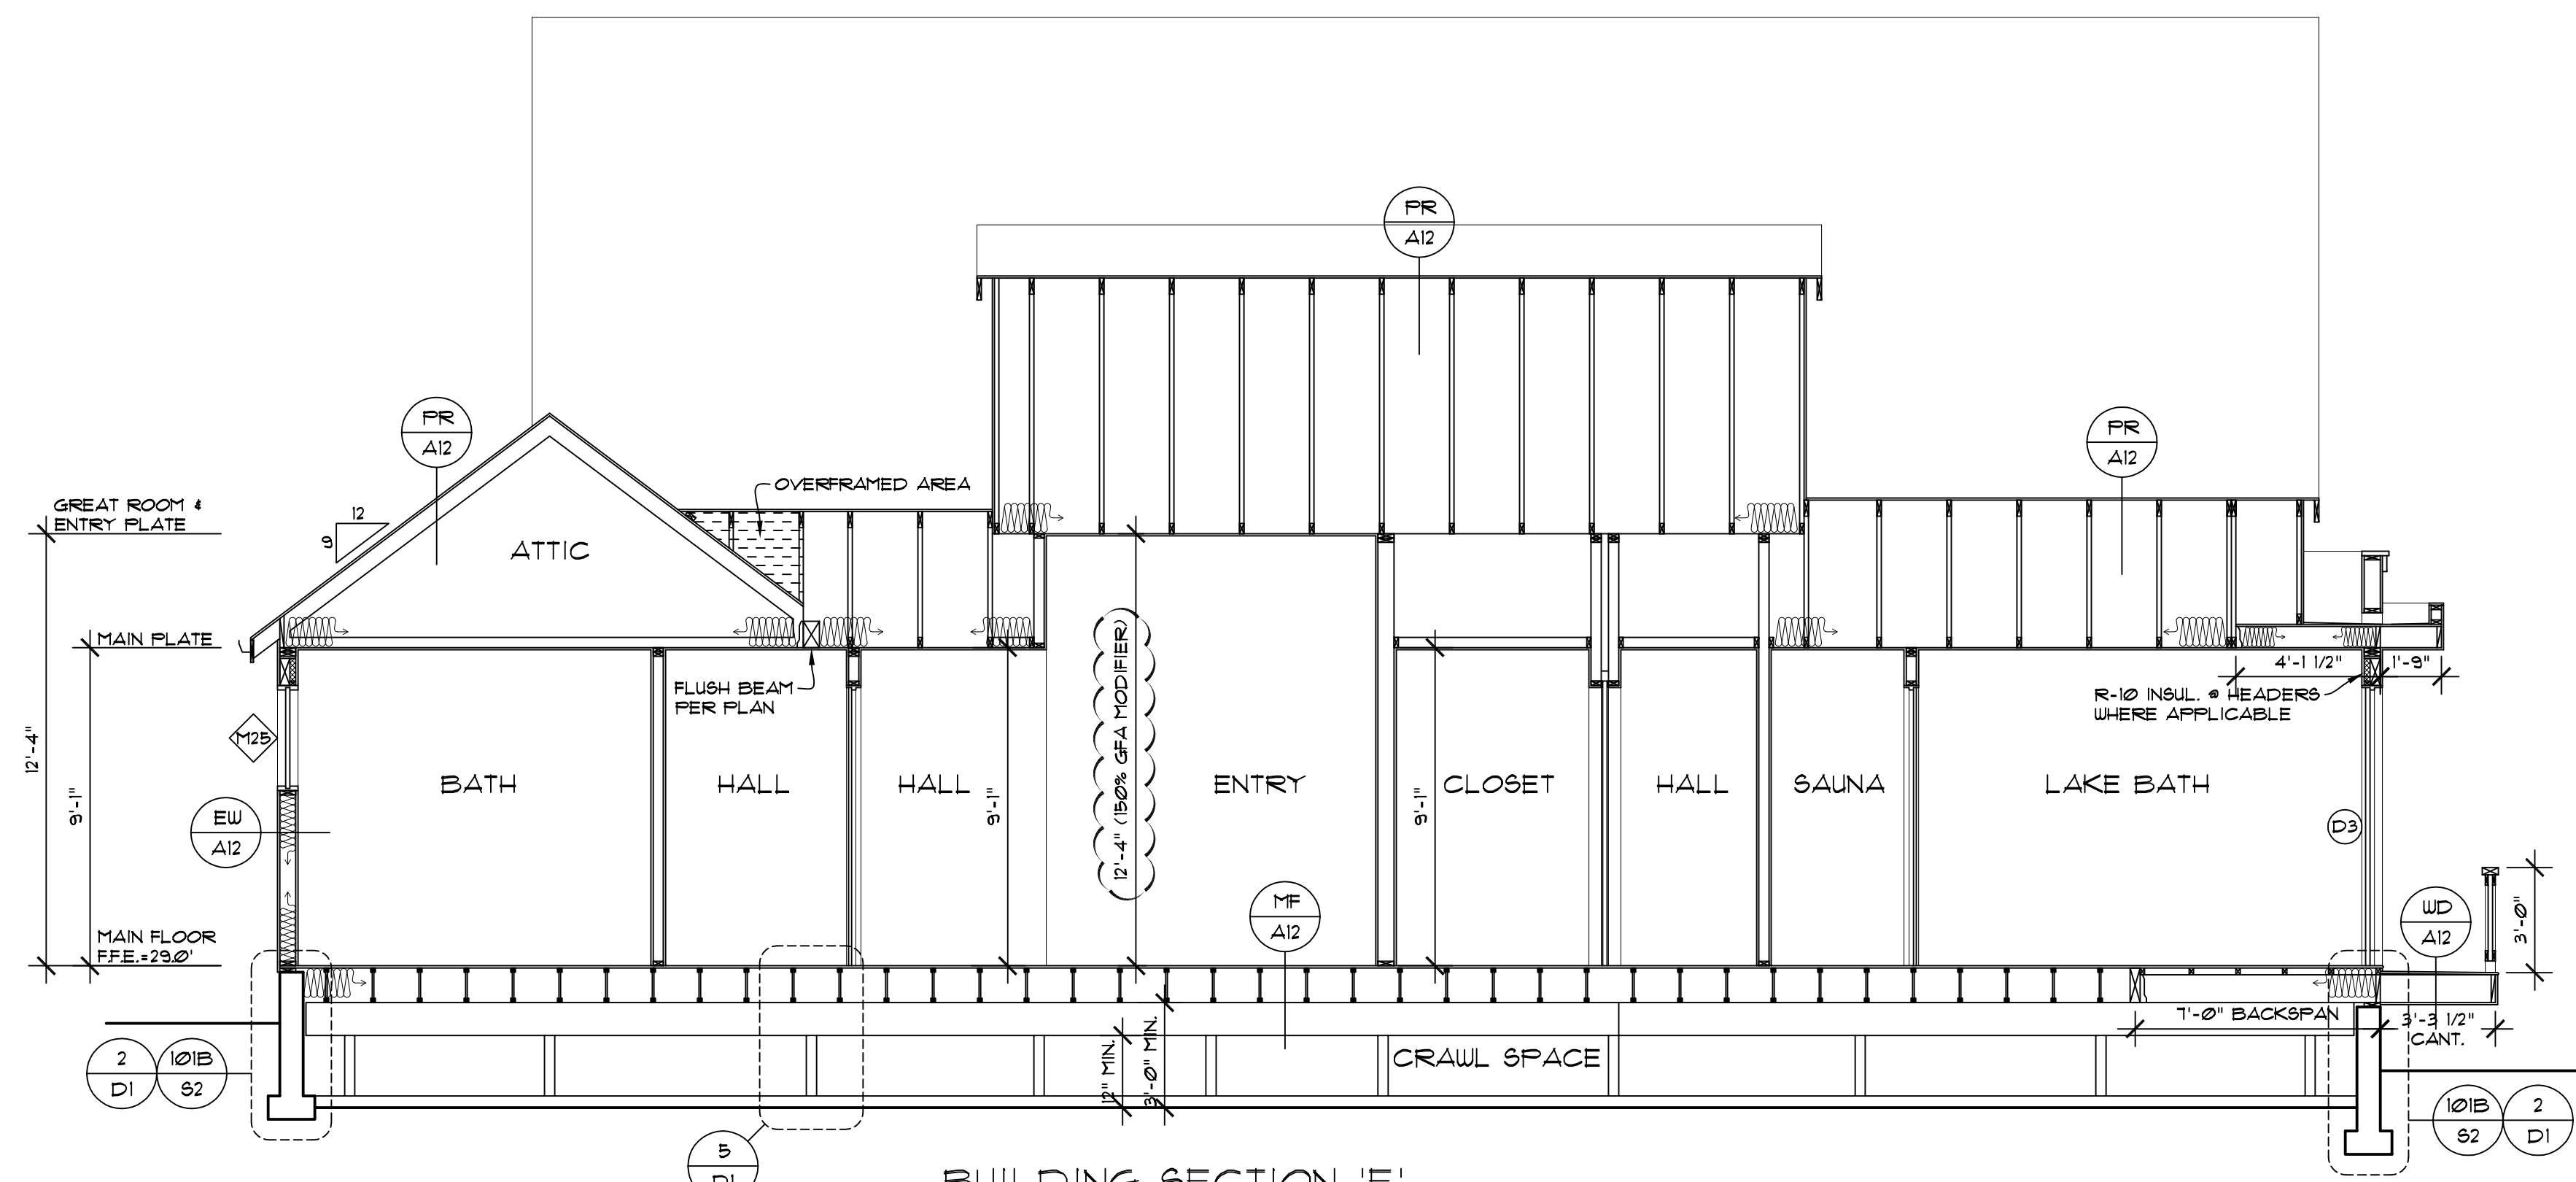 PR
A12
PR
A12
PR
A12
OVERFRAMED AREA
GREAT ROOM &
ENTRY PLATE
12
9
ATTIC
MAIN PLATE
FLUSH BEAM
PER PLAN
4'-1 1/2"
1'-9"
R-10 INSUL. @ HEADERS
WHERE APPLICABLE
M25
12'-4"
9'-1"
BATH
HALL
HALL
9'-1"
12'-4" (150% GFA MODIFIER)
ENTRY
9'-1"
CLOSET
HALL
SAUNA
LAKE BATH
EW
A12
D3
MF
A12
WD
A12
3'-0"
MAIN FLOOR
F.F.E.=29.0'
7'-0" BACKSPAN
3'-3 1/2"
CANT.
12" MIN.
3'-0" MIN.
CRAWL SPACE
2
D1
101B
S2
101B
S2
2
D1
5
D1
BUILDING SECTION 'E'